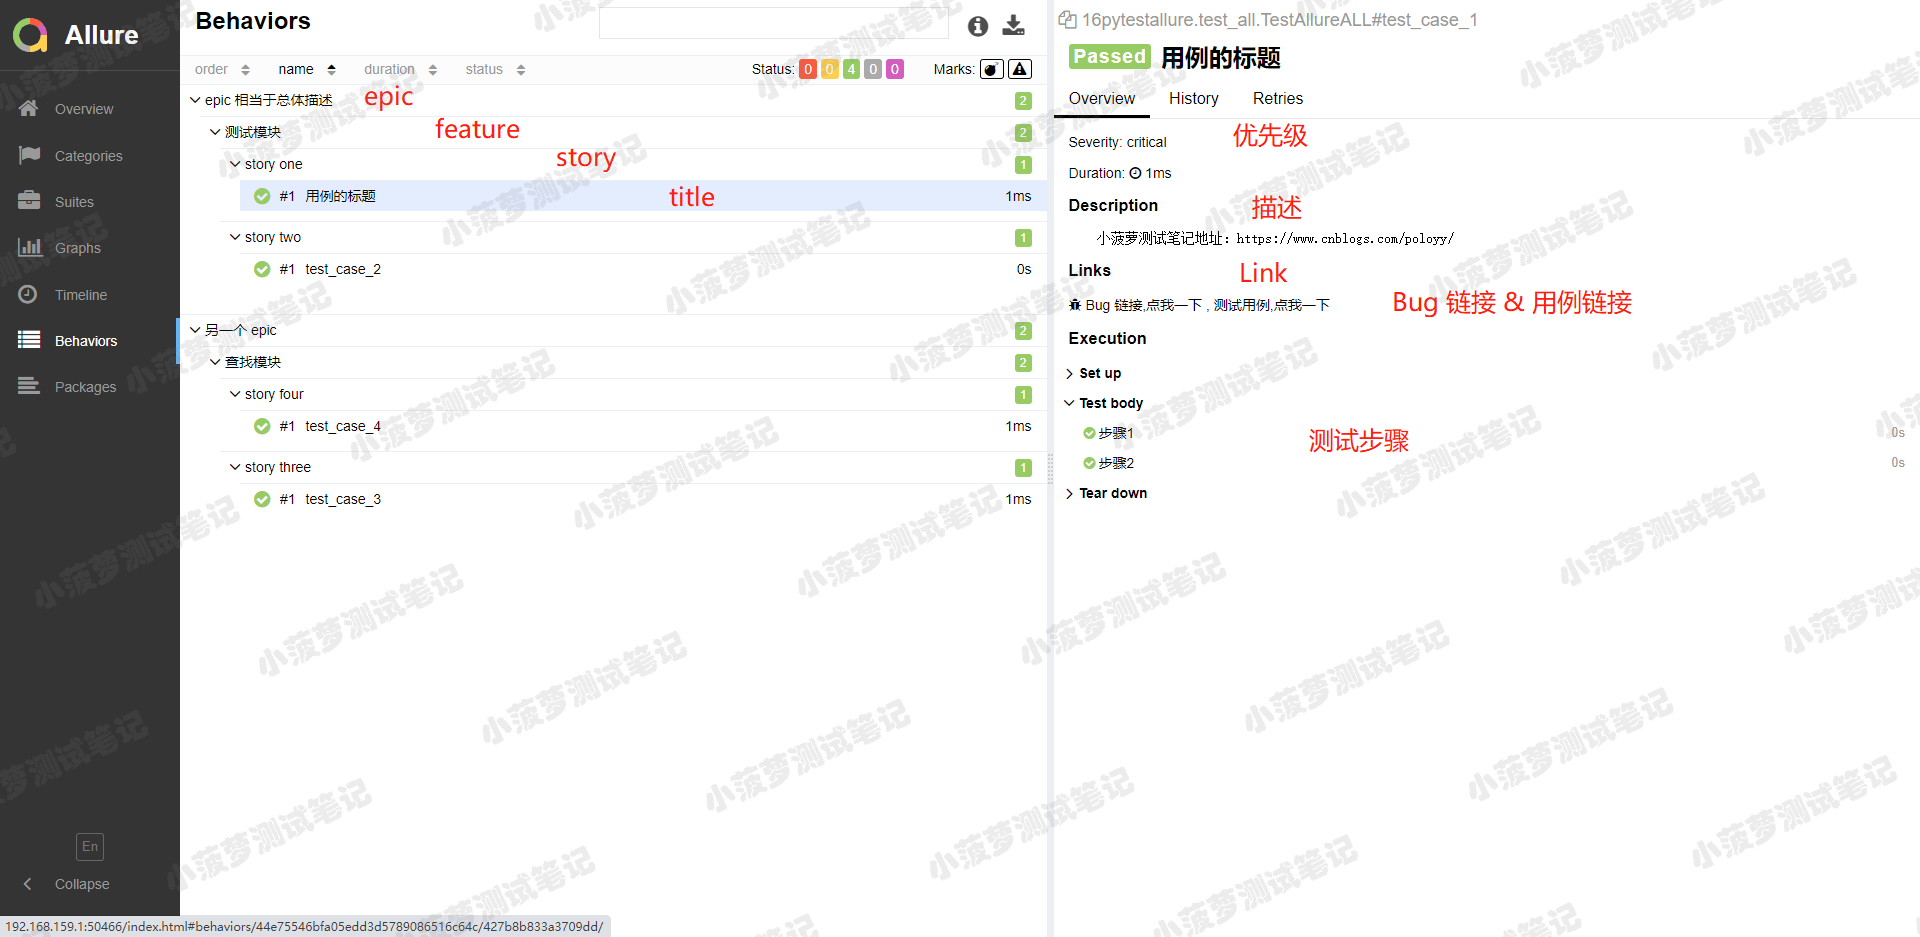 Allure
Overview
Categories
Suites
Graphs
Timeline
Behaviors
Packages
En
Collapse
Behaviors
order name duration status Status: 0 0 4 0 0 Marks:
epic 相当于总体描述 epic 2
测试模块 feature 2
story one story 1
#1 用例的标题 title 1ms
story two 1
#1 test_case_2 0s
另一个 epic 2
查找模块 2
story four 1
#1 test_case_4 1ms
story three 1
#1 test_case_3 1ms
16pytestallure.test_all.TestAllureALL#test_case_1
Passed 用例的标题
Overview History Retries
Severity: critical 优先级
Duration: 1ms
Description 描述
小菠萝测试笔记地址：https://www.cnblogs.com/poloyy/
Links Link
Bug 链接,点我一下 , 测试用例,点我一下 Bug 链接 & 用例链接
Execution
Set up
Test body
步骤1 0s
测试步骤
步骤2 0s
Tear down
192.168.159.1:50466/index.html#behaviors/44e75546bfa05edd3d5789086516c64c/427b8b833a3709dd/
小菠萝测试笔记